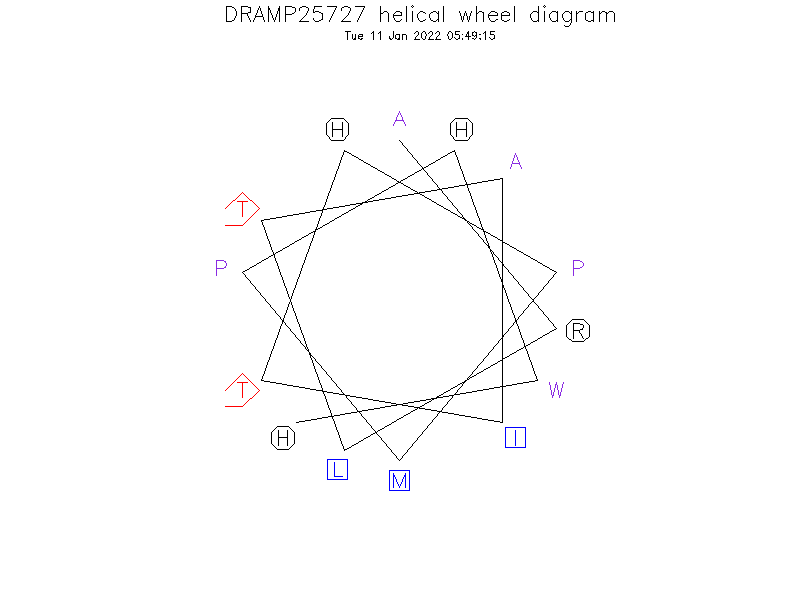 DRAMP25727 helical wheel diagram
Tue 11 Jan 2022 05:49:15
H A H
A
T
P P
R
T W
H I
L M